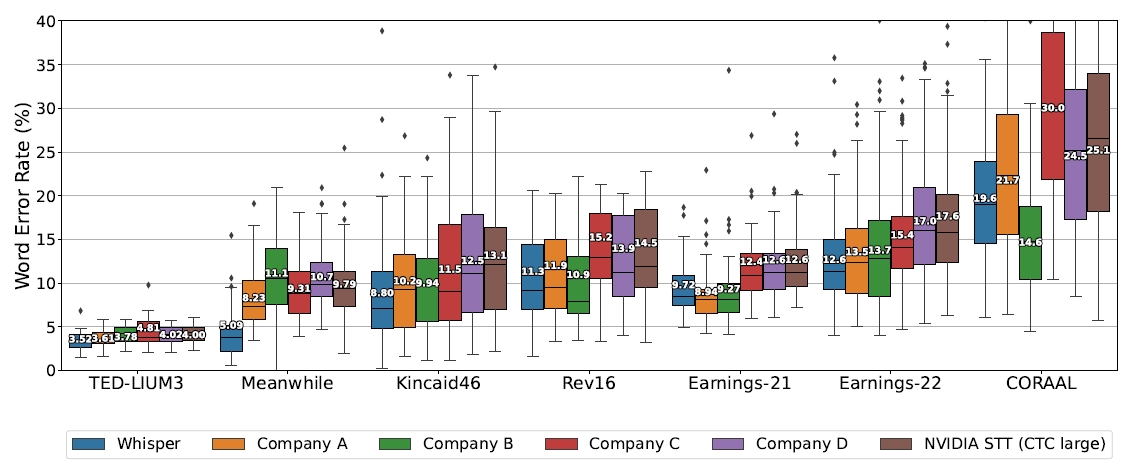 Word Error Rate (%)
40
35
30
25
20
15
10
5
0
3.52 3.61 3.78 4.81 4.02 4.00
5.09 8.23 11.1 9.31 10.7 9.79
8.80 10.2 9.94 11.5 12.5 13.1
11.3 11.9 10.9 15.2 13.9 14.5
9.72 8.94 9.27 12.4 12.6 12.6
12.6 13.5 13.7 15.4 17.0 17.6
19.6 21.7 14.6 30.0 24.5 25.1
TED-LIUM3 Meanwhile Kincaid46 Rev16 Earnings-21 Earnings-22 CORAAL
Whisper Company A Company B Company C Company D NVIDIA STT (CTC large)